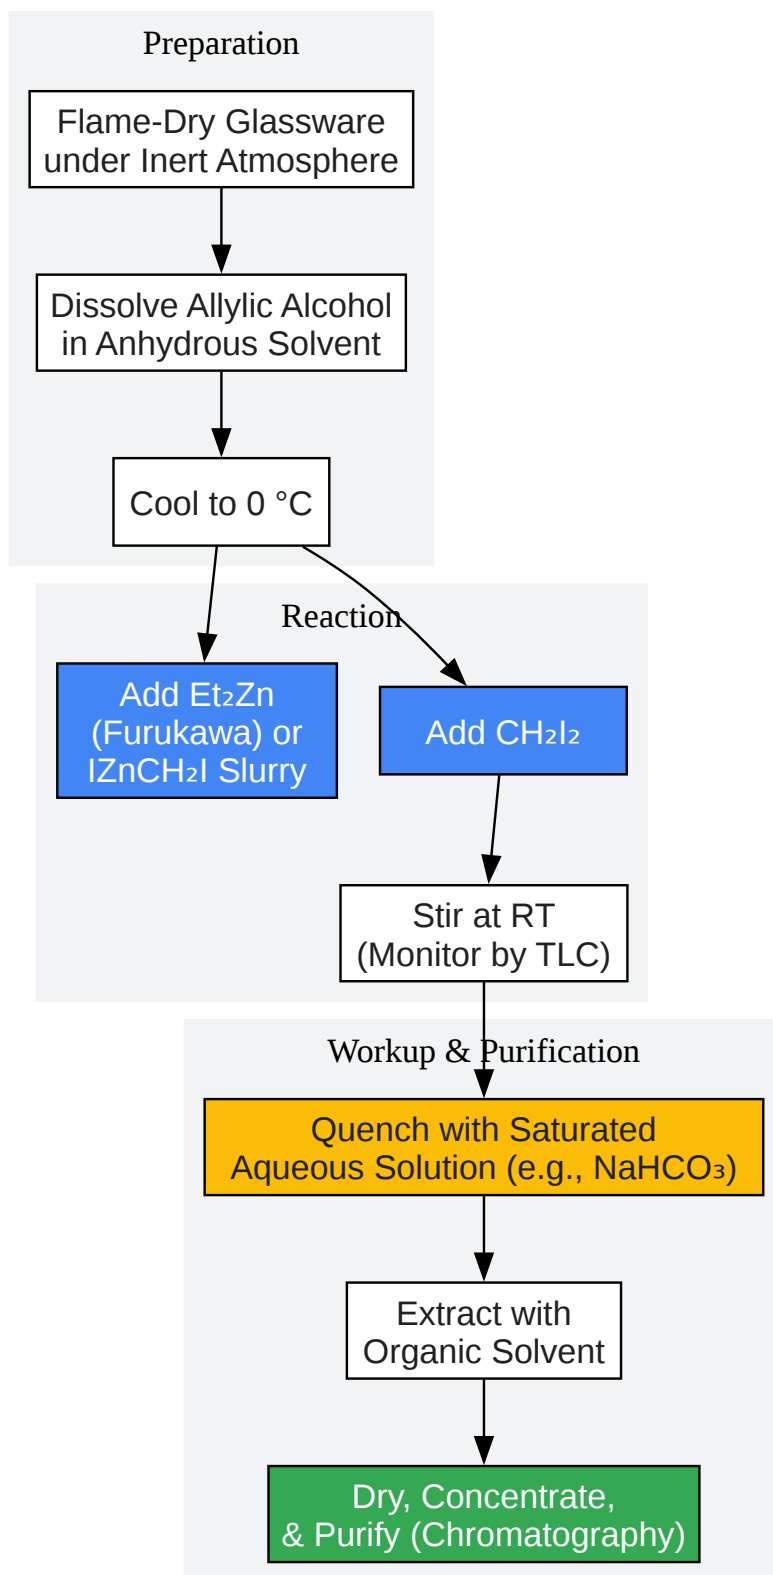 Preparation
Flame-Dry Glassware
under Inert Atmosphere
Dissolve Allylic Alcohol
in Anhydrous Solvent
Cool to 0 °C
Reaction
Add Et₂Zn
(Furukawa) or
IZnCH₂I Slurry
Add CH₂I₂
Stir at RT
(Monitor by TLC)
Workup & Purification
Quench with Saturated
Aqueous Solution (e.g., NaHCO₃)
Extract with
Organic Solvent
Dry, Concentrate,
& Purify (Chromatography)